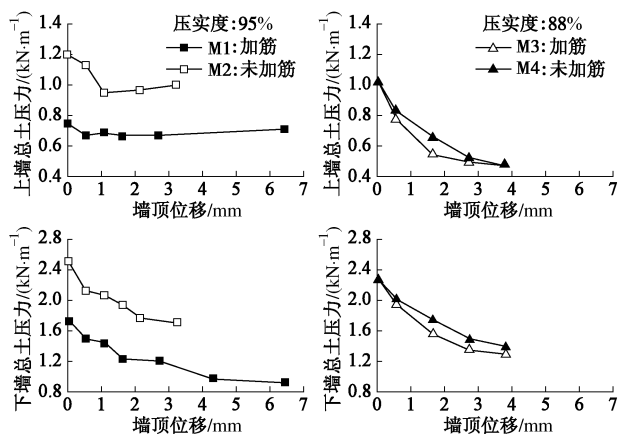 压实度:95%
M1:加筋
M2:未加筋
上墙总土压力/(kN·m⁻¹)
1.4
1.2
1.0
0.8
0.6
0.4
0 1 2 3 4 5 6 7
墙顶位移/mm
压实度:88%
M3:加筋
M4:未加筋
上墙总土压力/(kN·m⁻¹)
1.4
1.2
1.0
0.8
0.6
0.4
0 1 2 3 4 5 6 7
墙顶位移/mm
下墙总土压力/(kN·m⁻¹)
2.8
2.4
2.0
1.6
1.2
0.8
0 1 2 3 4 5 6 7
墙顶位移/mm
下墙总土压力/(kN·m⁻¹)
2.8
2.4
2.0
1.6
1.2
0.8
0 1 2 3 4 5 6 7
墙顶位移/mm